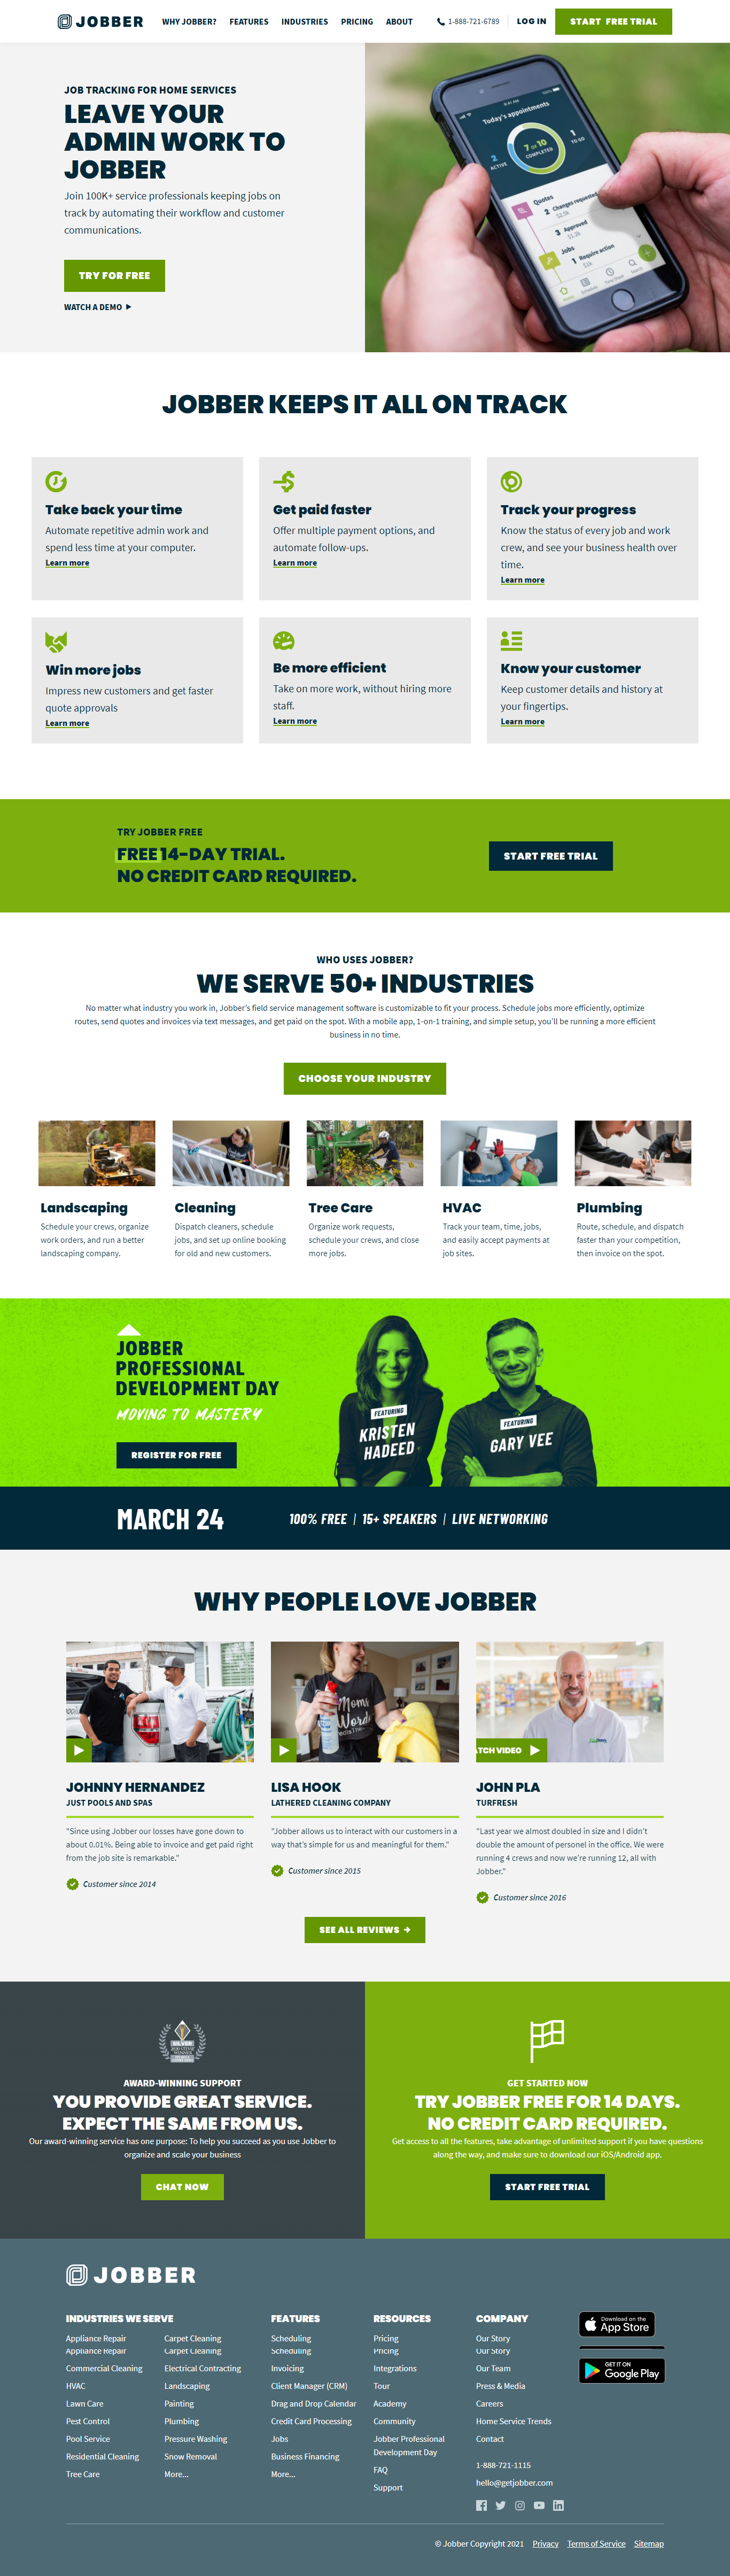 JOBBER
WHY JOBBER? FEATURES INDUSTRIES PRICING ABOUT
1-888-721-6789
LOG IN
START FREE TRIAL
JOB TRACKING FOR HOME SERVICES
LEAVE YOUR
ADMIN WORK TO
JOBBER
Join 100K+ service professionals keeping jobs on
track by automating their workflow and customer
communications.
TRY FOR FREE
WATCH A DEMO
Today's appointments
2
ACTIVE
7 of 10
COMPLETED
1
TO GO
Quotes
2
Changes requested
3
Approved
Jobs
1
Require action
JOBBER KEEPS IT ALL ON TRACK
Take back your time
Automate repetitive admin work and
spend less time at your computer.
Learn more
Get paid faster
Offer multiple payment options, and
automate follow-ups.
Learn more
Track your progress
Know the status of every job and work
crew, and see your business health over
time.
Learn more
Win more jobs
Impress new customers and get faster
quote approvals
Learn more
Be more efficient
Take on more work, without hiring more
staff.
Learn more
Know your customer
Keep customer details and history at
your fingertips.
Learn more
TRY JOBBER FREE
FREE 14-DAY TRIAL.
NO CREDIT CARD REQUIRED.
START FREE TRIAL
WHO USES JOBBER?
WE SERVE 50+ INDUSTRIES
No matter what industry you work in, Jobber's field service management software is customizable to fit your process. Schedule jobs more efficiently, optimize
routes, send quotes and invoices via text messages, and get paid on the spot. With a mobile app, 1-on-1 training, and simple setup, you'll be running a more efficient
business in no time.
CHOOSE YOUR INDUSTRY
Landscaping
Schedule your crews, organize
work orders, and run a better
landscaping company.
Cleaning
Dispatch cleaners, schedule
jobs, and set up online booking
for old and new customers.
Tree Care
Organize work requests,
schedule your crews, and close
more jobs.
HVAC
Track your team, time, jobs,
and easily accept payments at
job sites.
Plumbing
Route, schedule, and dispatch
faster than your competition,
then invoice on the spot.
JOBBER
PROFESSIONAL
DEVELOPMENT DAY
MOVING TO MASTERY
REGISTER FOR FREE
FEATURING
KRISTEN
HADEED
FEATURING
GARY VEE
MARCH 24
100% FREE | 15+ SPEAKERS | LIVE NETWORKING
WHY PEOPLE LOVE JOBBER
Moms
Word
TCH VIDEO
JOHNNY HERNANDEZ
JUST POOLS AND SPAS
"Since using Jobber our losses have gone down to
about 0.01%. Being able to invoice and get paid right
from the job site is remarkable."
Customer since 2014
LISA HOOK
LATHERED CLEANING COMPANY
"Jobber allows us to interact with our customers in a
way that's simple for us and meaningful for them."
Customer since 2015
JOHN PLA
TURFRESH
"Last year we almost doubled in size and I didn't
double the amount of personel in the office. We were
running 4 crews and now we're running 12, all with
Jobber."
Customer since 2016
SEE ALL REVIEWS
SILVER
2020 STEVIE
WINNER
AWARD-WINNING SUPPORT
YOU PROVIDE GREAT SERVICE.
EXPECT THE SAME FROM US.
Our award-winning service has one purpose: To help you succeed as you use Jobber to
organize and scale your business
CHAT NOW
GET STARTED NOW
TRY JOBBER FREE FOR 14 DAYS.
NO CREDIT CARD REQUIRED.
Get access to all the features, take advantage of unlimited support if you have questions
along the way, and make sure to download our iOS/Android app.
START FREE TRIAL
JOBBER
INDUSTRIES WE SERVE
Appliance Repair
Appliance Repair
Commercial Cleaning
HVAC
Lawn Care
Pest Control
Pool Service
Residential Cleaning
Tree Care
Carpet Cleaning
Carpet Cleaning
Electrical Contracting
Landscaping
Painting
Plumbing
Pressure Washing
Snow Removal
More...
FEATURES
Scheduling
Scheduling
Invoicing
Client Manager (CRM)
Drag and Drop Calendar
Credit Card Processing
Jobs
Business Financing
More...
RESOURCES
Pricing
Pricing
Integrations
Tour
Academy
Community
Jobber Professional
Development Day
FAQ
Support
COMPANY
Our Story
Our Story
Our Team
Press & Media
Careers
Home Service Trends
Contact
1-888-721-1115
hello@getjobber.com
Download on the
App Store
GET IT ON
Google Play
© Jobber Copyright 2021 Privacy Terms of Service Sitemap